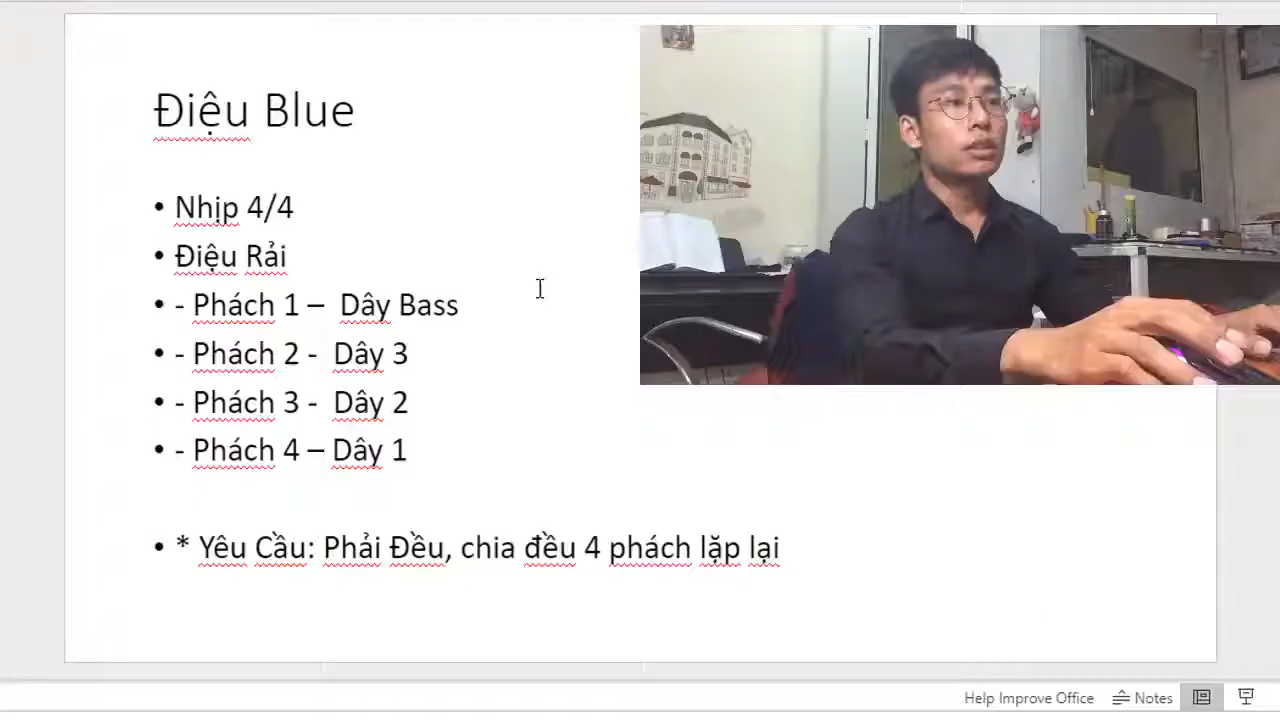 Điệu Blue
• Nhịp 4/4
• Điệu Rải
• - Phách 1 – Dây Bass
• - Phách 2 - Dây 3
• - Phách 3 - Dây 2
• - Phách 4 – Dây 1
• * Yêu Cầu: Phải Đều, chia đều 4 phách lặp lại
Help Improve Office
Notes